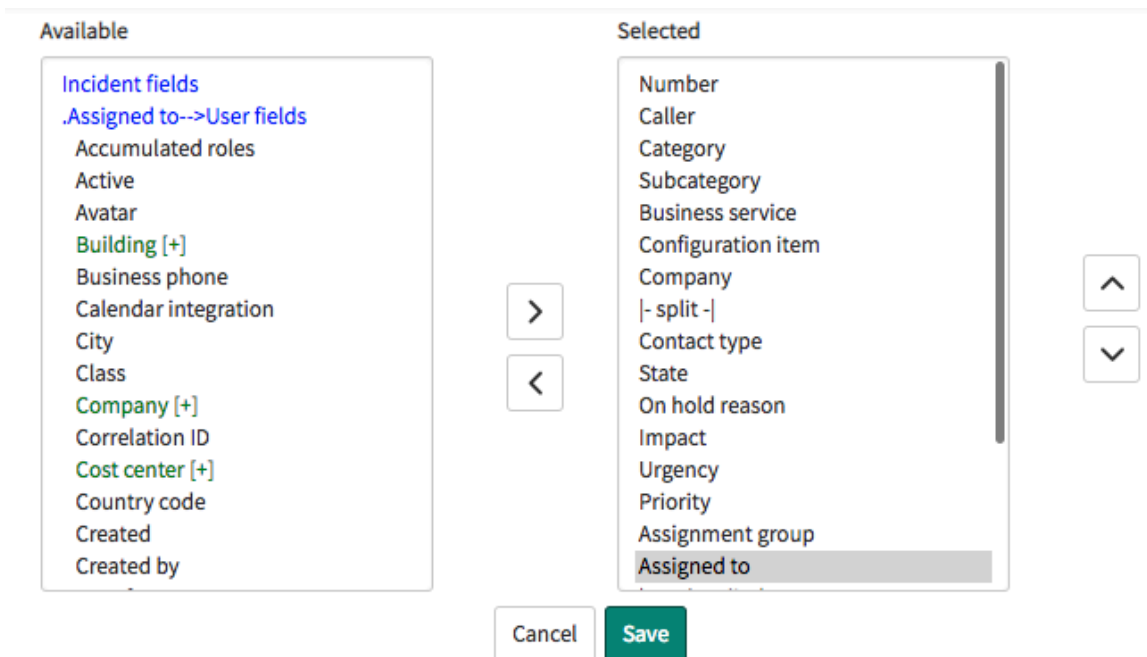 Available
Incident fields
.Assigned to-->User fields
Accumulated roles
Active
Avatar
Building [+]
Business phone
Calendar integration
City
Class
Company [+]
Correlation ID
Cost center [+]
Country code
Created
Created by
Selected
Number
Caller
Category
Subcategory
Business service
Configuration item
Company
|- split -|
Contact type
State
On hold reason
Impact
Urgency
Priority
Assignment group
Assigned to
Cancel
Save